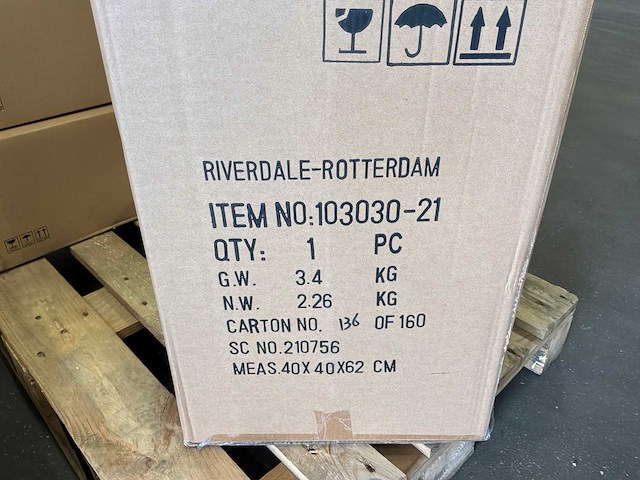 RIVERDALE-ROTTERDAM
ITEM NO:103030-21
QTY: 1 PC
G.W. 3.4 KG
N.W. 2.26 KG
CARTON NO. 136 OF 160
SC NO.210756
MEAS.40X40X62 CM